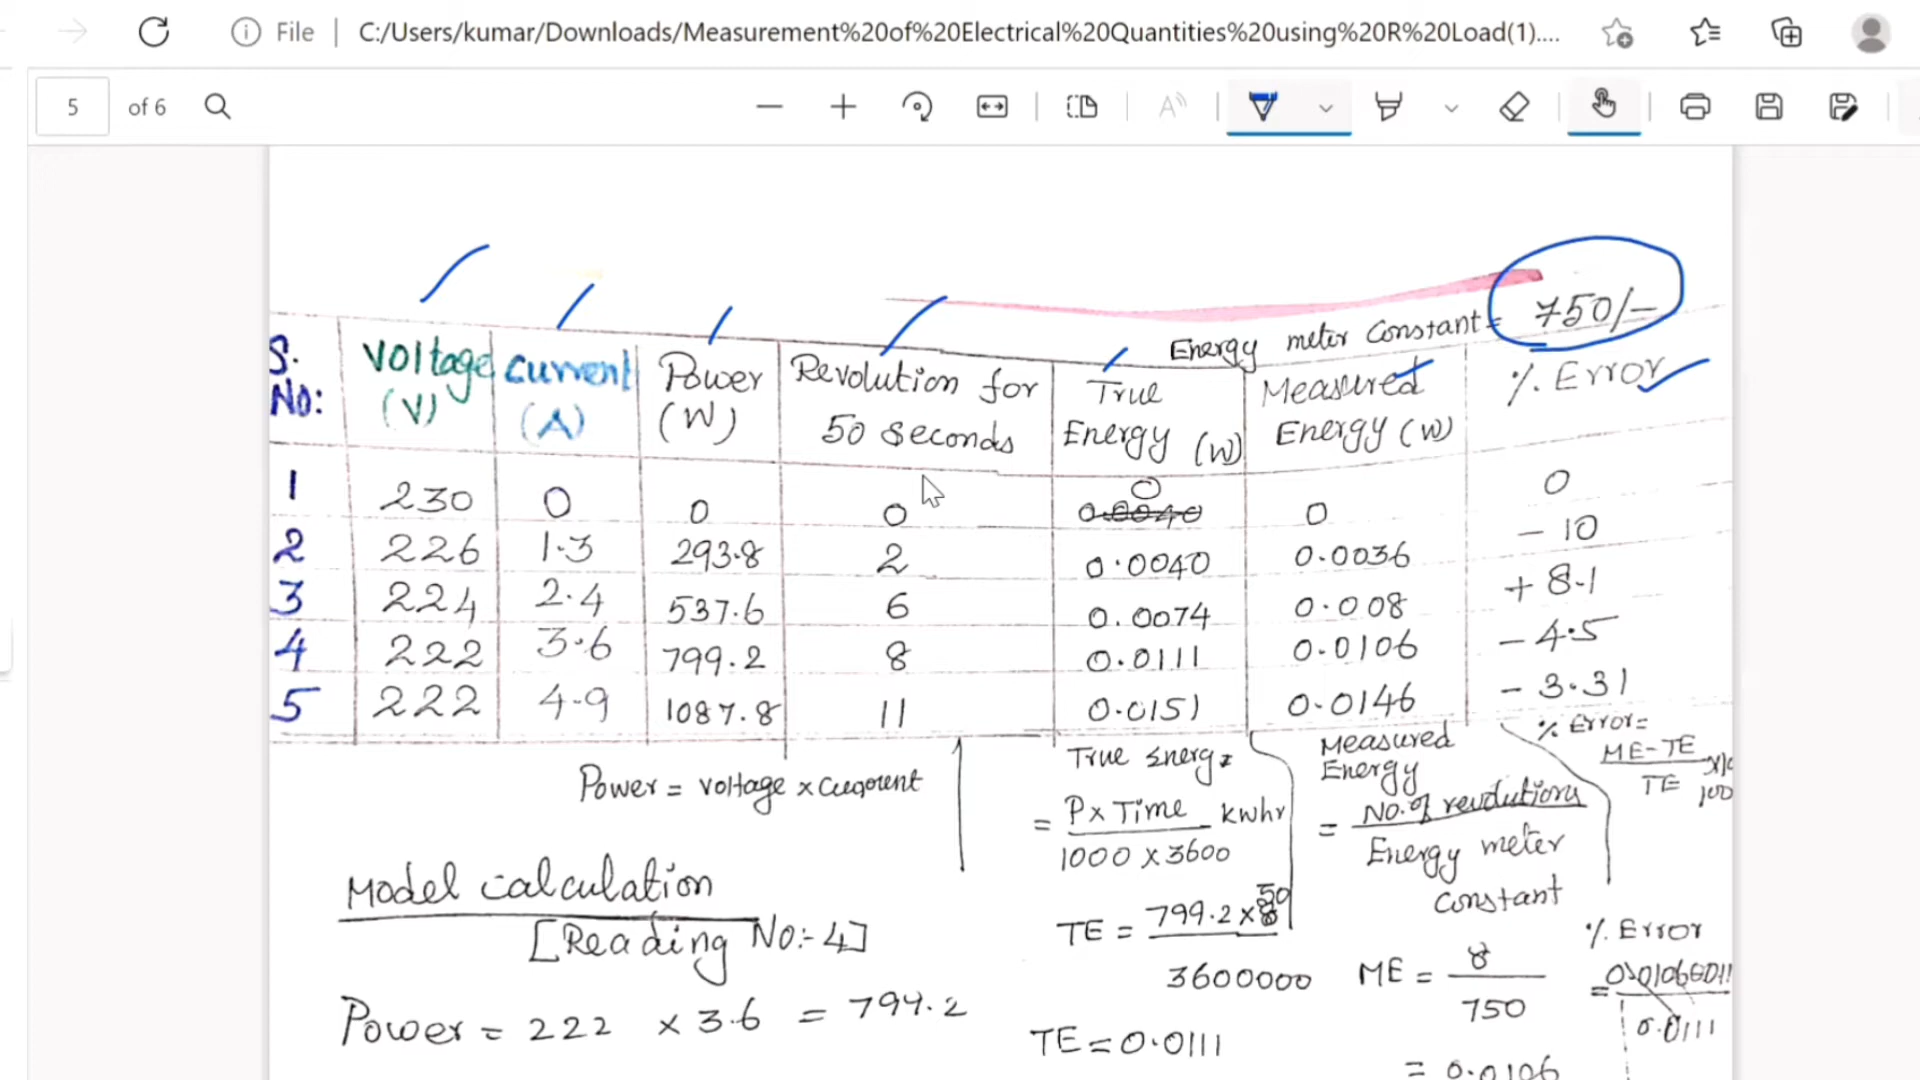 File C:/Users/kumar/Downloads/Measurement%20of%20Electrical%20Quantities%20using%20R%20Load(1)....
5 of 6
Energy meter Constant = 750/-
S. No: Voltage (V) Current (A) Power (W) Revolution for 50 seconds True Energy (W) Measured Energy (W) % Error
1 230 0 0 0 0 0 0
2 226 1.3 293.8 2 0.0040 0.0036 - 10
3 224 2.4 537.6 6 0.0074 0.008 + 8.1
4 222 3.6 799.2 8 0.0111 0.0106 - 4.5
5 222 4.9 1087.8 11 0.0151 0.0146 - 3.31
Power = voltage x current
True Energy =
= P x Time kwhr
1000 x 3600
Measured
Energy
= No. of revolutions
Energy meter
constant
% Error =
ME - TE
TE x 100
Model calculation
[Reading No:- 4]
Power = 222 x 3.6 = 799.2
TE = 799.2 x 50
3600000
TE = 0.0111
ME = 8
750
= 0.0106
% Error
=
0.0111